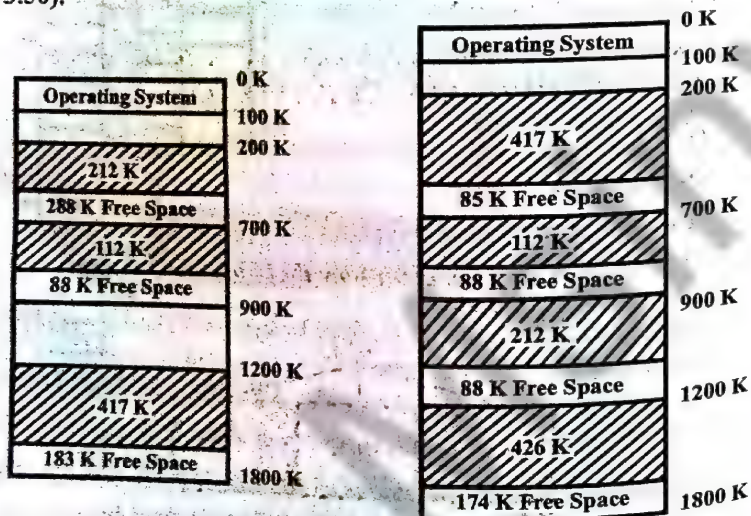 0 K
Operating System
100 K
200 K
212 K
288 K Free Space
700 K
112 K
88 K Free Space
900 K
1200 K
417 K
183 K Free Space
1800 K
0 K
Operating System
100 K
200 K
417 K
85 K Free Space
700 K
112 K
88 K Free Space
900 K
212 K
88 K Free Space
1200 K
426 K
174 K Free Space
1800 K